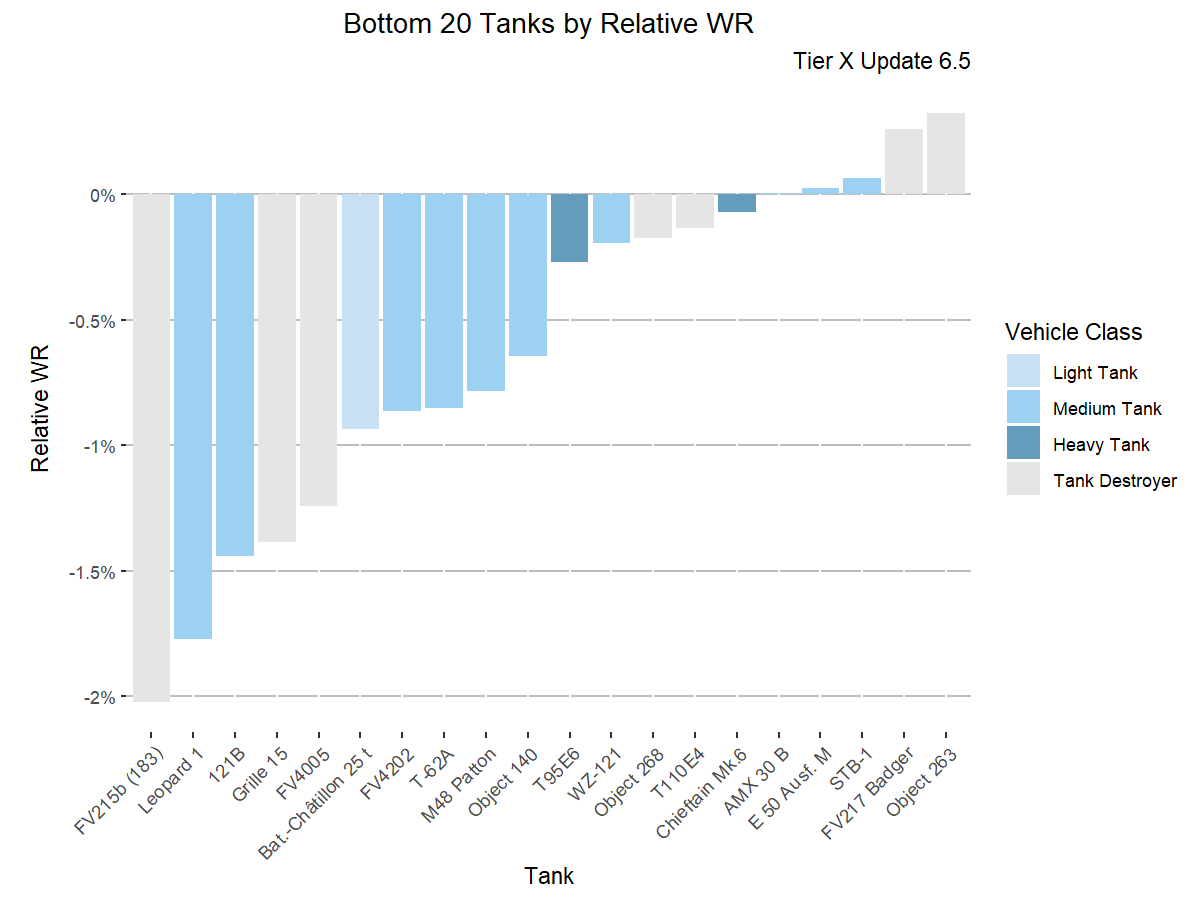 Bottom 20 Tanks by Relative WR
Tier X Update 6.5
0%
-0.5%
-1%
-1.5%
-2%
Relative WR
FV215b (183)
Leopard 1
121B
Grille 15
FV4005
Bat.-Châtillon 25 t
FV4202
T-62A
M48 Patton
Object 140
T95E6
WZ-121
Object 268
T110E4
Chieftain Mk.6
AMX 30 B
E 50 Ausf. M
STB-1
FV217 Badger
Object 263
Tank
Vehicle Class
Light Tank
Medium Tank
Heavy Tank
Tank Destroyer